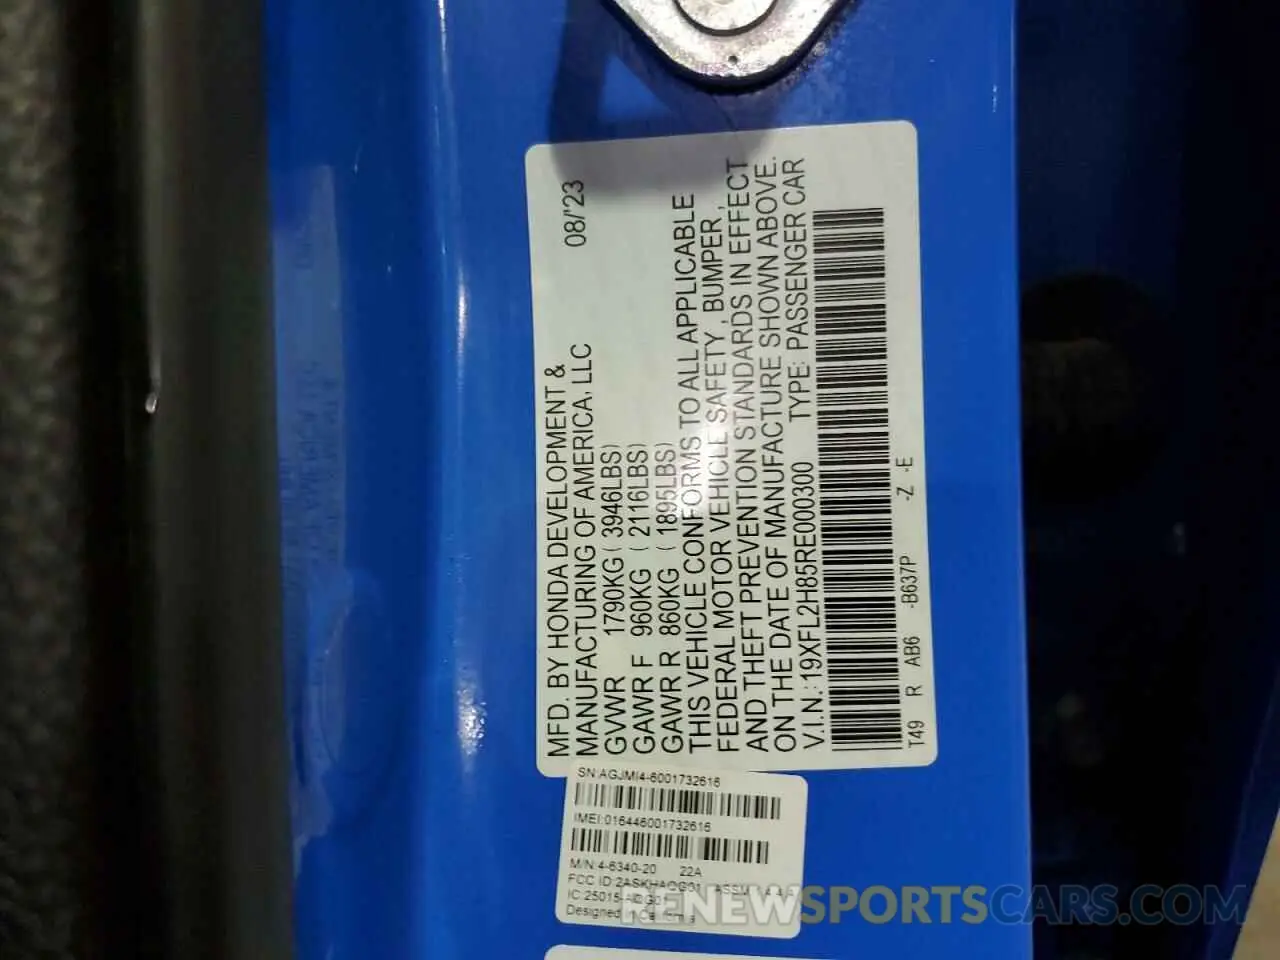 MFD. BY HONDA DEVELOPMENT &
MANUFACTURING OF AMERICA, LLC 08/'23
GVWR 1790KG ( 3946LBS)
GAWR F 960KG ( 2116LBS)
GAWR R 860KG ( 1895LBS)
THIS VEHICLE CONFORMS TO ALL APPLICABLE
FEDERAL MOTOR VEHICLE SAFETY, BUMPER,
AND THEFT PREVENTION STANDARDS IN EFFECT
ON THE DATE OF MANUFACTURE SHOWN ABOVE.
V.I.N.: 19XFL2H85RE000300 TYPE: PASSENGER CAR
T49 R AB6 -B637P -Z -E
SN:AGJMI4-6001732616
IMEI:016446001732616
M/N:4-6340-20 22A
FCC ID:2ASKHAQG01
IC:25015-AQG01
Designed in California
RENEWSPORTSCARS.COM